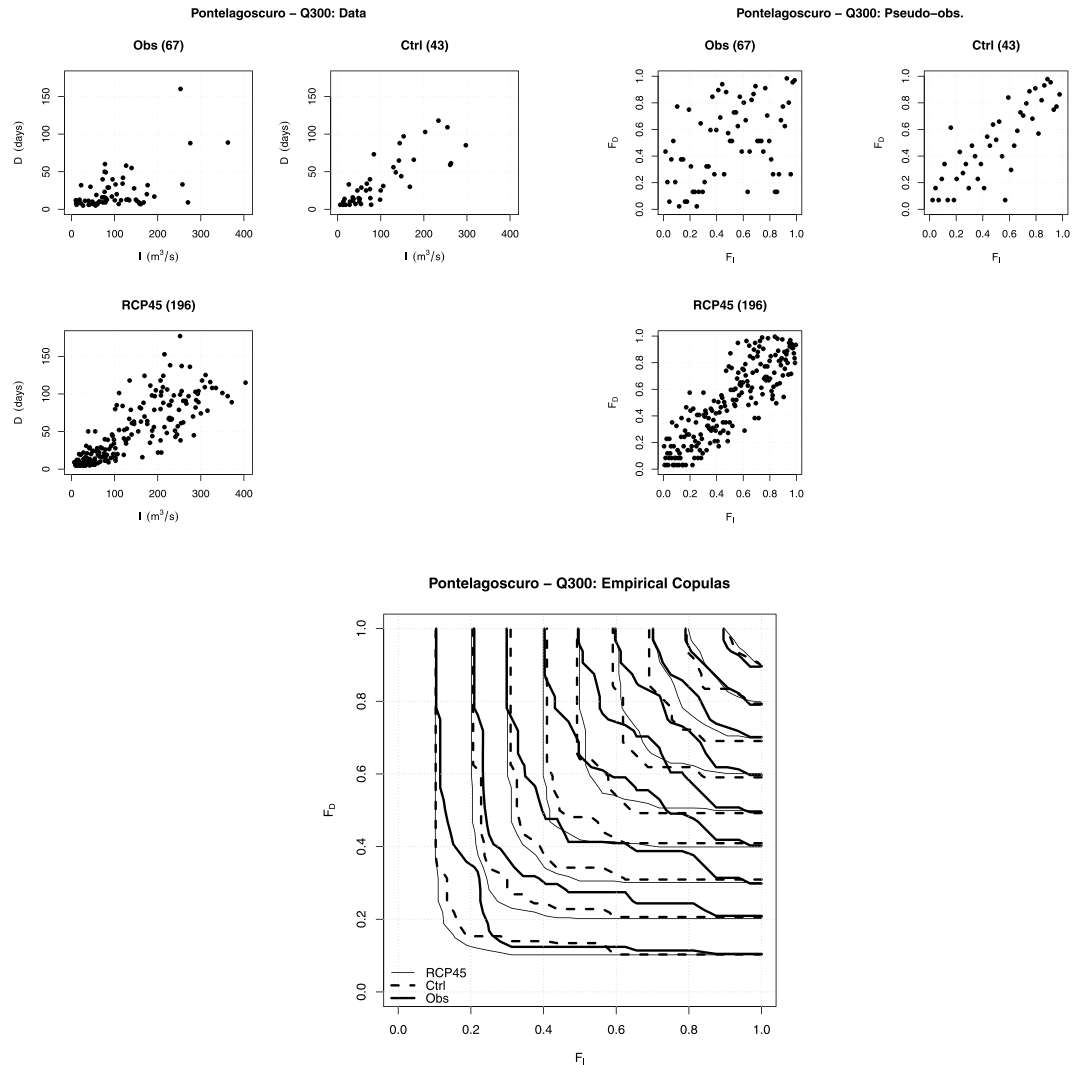 Pontelagoscuro – Q300: Data
Pontelagoscuro – Q300: Pseudo–obs.
Obs (67)
Ctrl (43)
Obs (67)
Ctrl (43)
D (days)
0 50 100 150
0 100 200 300 400
I (m³/s)
D (days)
0 50 100 150
0 100 200 300 400
I (m³/s)
F_D
0.0 0.2 0.4 0.6 0.8 1.0
0.0 0.2 0.4 0.6 0.8 1.0
F_I
F_D
0.0 0.2 0.4 0.6 0.8 1.0
0.0 0.2 0.4 0.6 0.8 1.0
F_I
RCP45 (196)
RCP45 (196)
D (days)
0 50 100 150
0 100 200 300 400
I (m³/s)
F_D
0.0 0.2 0.4 0.6 0.8 1.0
0.0 0.2 0.4 0.6 0.8 1.0
F_I
Pontelagoscuro – Q300: Empirical Copulas
F_D
0.0 0.2 0.4 0.6 0.8 1.0
RCP45
Ctrl
Obs
0.0 0.2 0.4 0.6 0.8 1.0
F_I